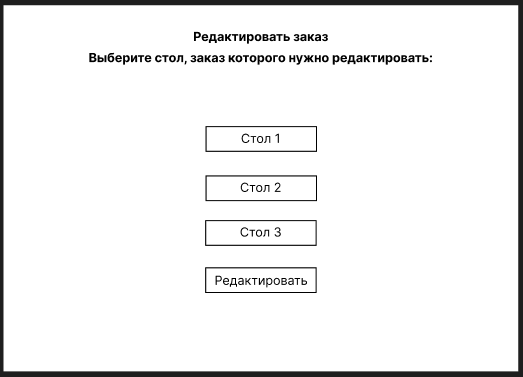 Редактировать заказ
Выберите стол, заказ которого нужно редактировать:
Стол 1
Стол 2
Стол 3
Редактировать